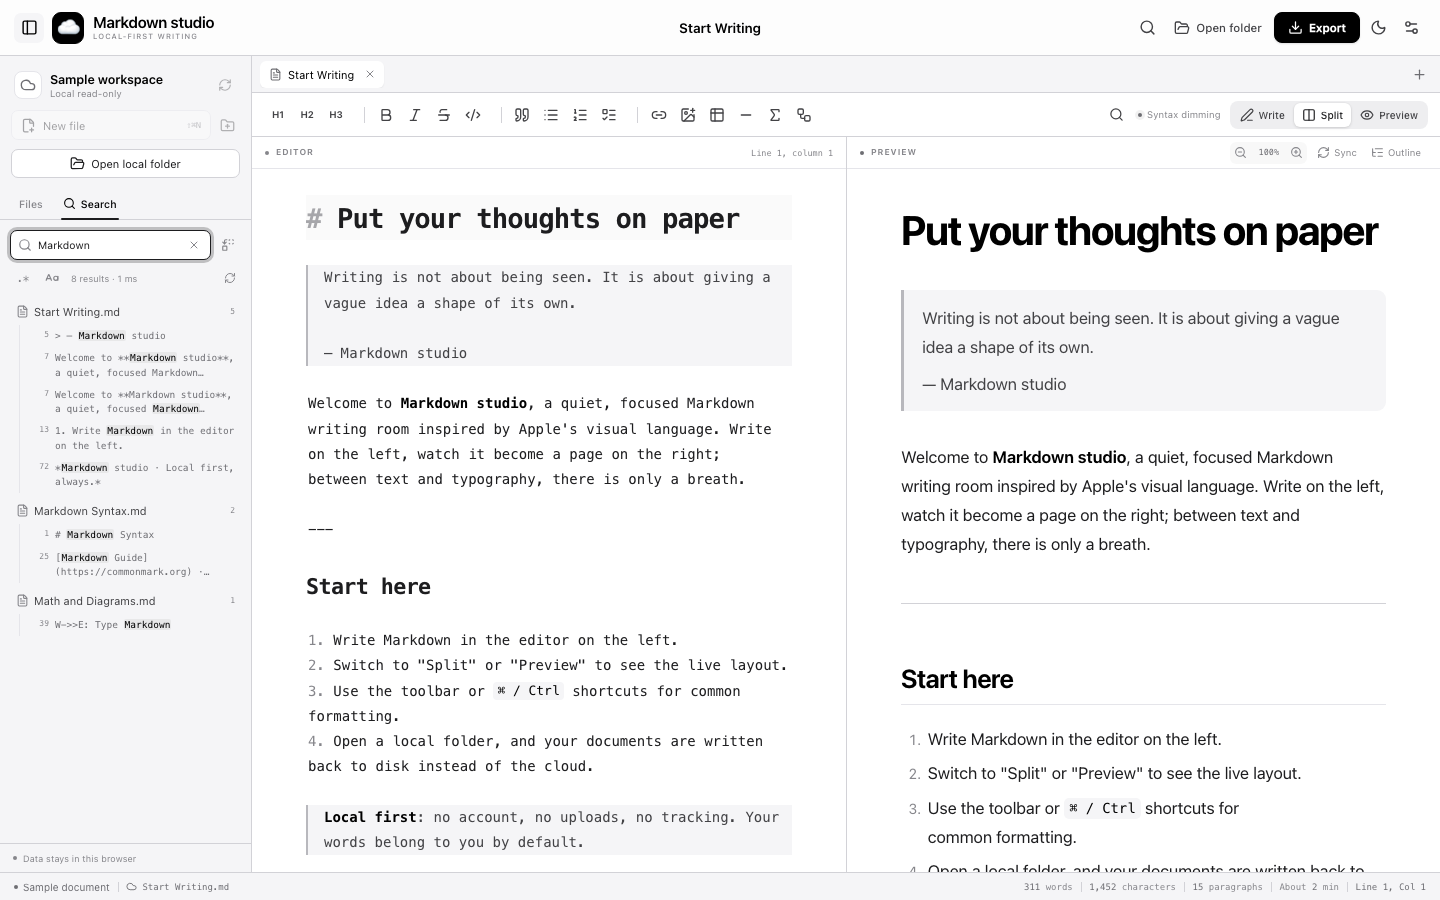 Markdown studio
LOCAL-FIRST WRITING
Start Writing
Open folder
Export
Sample workspace
Local read-only
New file
⇧⌘N
Open local folder
Files
Search
Markdown
.*
Aa
8 results · 1 ms
Start Writing.md
5
5 > — Markdown studio
7 Welcome to **Markdown studio**,
a quiet, focused Markdown…
7 Welcome to **Markdown studio**,
a quiet, focused Markdown…
13 1. Write Markdown in the editor
on the left.
72 *Markdown studio · Local first,
always.*
Markdown Syntax.md
2
1 # Markdown Syntax
25 [Markdown Guide]
(https://commonmark.org) ·…
Math and Diagrams.md
1
39 W->>E: Type Markdown
Data stays in this browser
Start Writing
H1 H2 H3
Syntax dimming
Write
Split
Preview
EDITOR
Line 1, column 1
# Put your thoughts on paper
Writing is not about being seen. It is about giving a
vague idea a shape of its own.
— Markdown studio
Welcome to Markdown studio, a quiet, focused Markdown
writing room inspired by Apple's visual language. Write
on the left, watch it become a page on the right;
between text and typography, there is only a breath.
---
Start here
1. Write Markdown in the editor on the left.
2. Switch to "Split" or "Preview" to see the live layout.
3. Use the toolbar or ⌘ / Ctrl shortcuts for common
formatting.
4. Open a local folder, and your documents are written
back to disk instead of the cloud.
Local first: no account, no uploads, no tracking. Your
words belong to you by default.
PREVIEW
100%
Sync
Outline
Put your thoughts on paper
Writing is not about being seen. It is about giving a vague
idea a shape of its own.
— Markdown studio
Welcome to Markdown studio, a quiet, focused Markdown
writing room inspired by Apple's visual language. Write on the left,
watch it become a page on the right; between text and
typography, there is only a breath.
Start here
1. Write Markdown in the editor on the left.
2. Switch to "Split" or "Preview" to see the live layout.
3. Use the toolbar or ⌘ / Ctrl shortcuts for
common formatting.
4. Open a local folder, and your documents are written back to
Sample document
Start Writing.md
311 words
1,452 characters
15 paragraphs
About 2 min
Line 1, Col 1